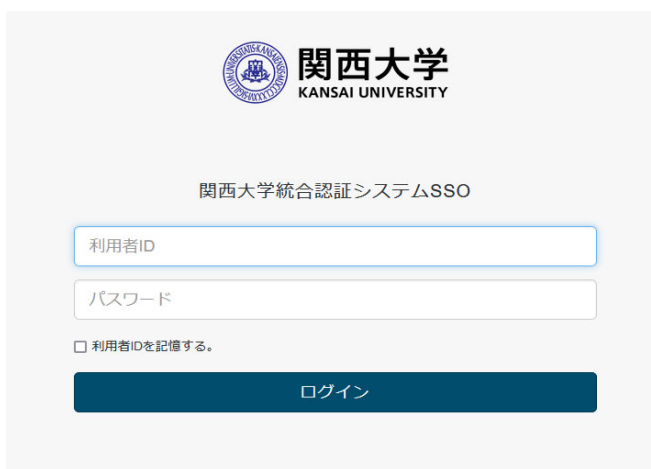 関西大学
KANSAI UNIVERSITY
関西大学統合認証システムSSO
利用者ID
パスワード
利用者IDを記憶する。
ログイン